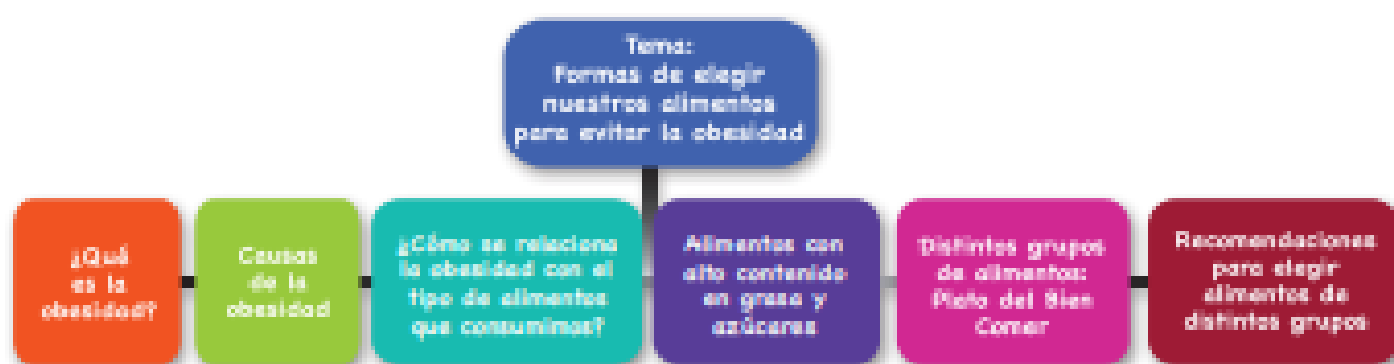 Tema:
Formas de elegir
nuestros alimentos
para evitar la obesidad
¿Qué
es la
obesidad?
Causas
de la
obesidad
¿Cómo se relaciona
la obesidad con el
tipo de alimentos
que consumimos?
Alimentos con
alto contenido
en grasa y
azúcares
Distintos grupos
de alimentos:
Plato del Bien
Comer
Recomendaciones
para elegir
alimentos de
distintos grupos